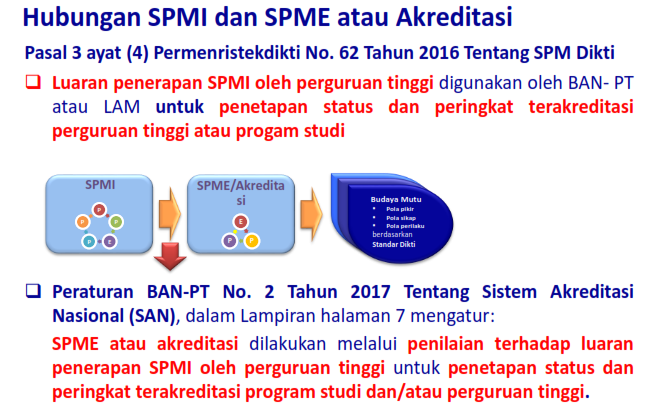 Hubungan SPMI dan SPME atau Akreditasi
Pasal 3 ayat (4) Permenristekdikti No. 62 Tahun 2016 Tentang SPM Dikti
❑ Luaran penerapan SPMI oleh perguruan tinggi digunakan oleh BAN- PT
atau LAM untuk penetapan status dan peringkat terakreditasi
perguruan tinggi atau progam studi
SPMI
P
P P
P E
SPME/Akredita
si
E
P P
Budaya Mutu
• Pola pikir
• Pola sikap
• Pola perilaku
berdasarkan
Standar Dikti
❑ Peraturan BAN-PT No. 2 Tahun 2017 Tentang Sistem Akreditasi
Nasional (SAN), dalam Lampiran halaman 7 mengatur:
SPME atau akreditasi dilakukan melalui penilaian terhadap luaran
penerapan SPMI oleh perguruan tinggi untuk penetapan status dan
peringkat terakreditasi program studi dan/atau perguruan tinggi.